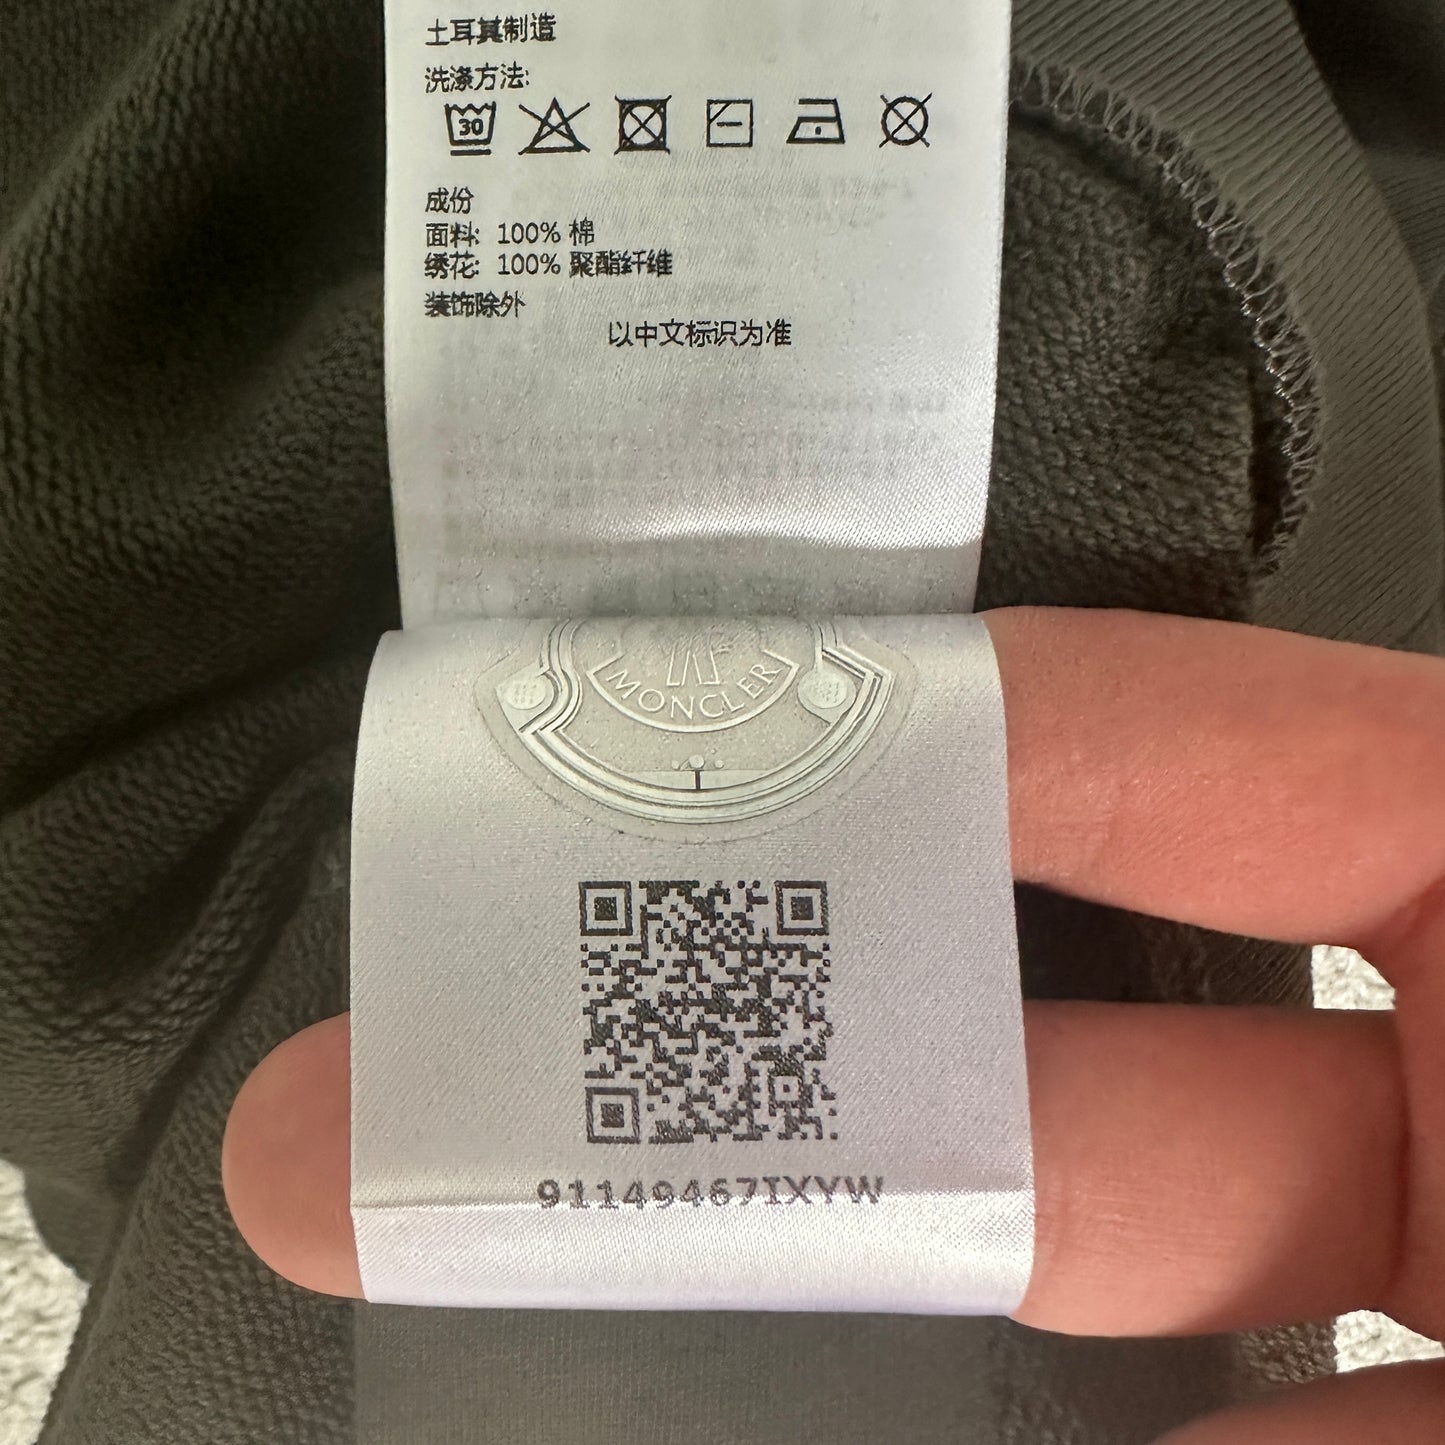 土耳其制造
洗涤方法:
30
成份
面料: 100% 棉
绣花: 100% 聚酯纤维
装饰除外
以中文标识为准
MONCLER
91149467IXYW